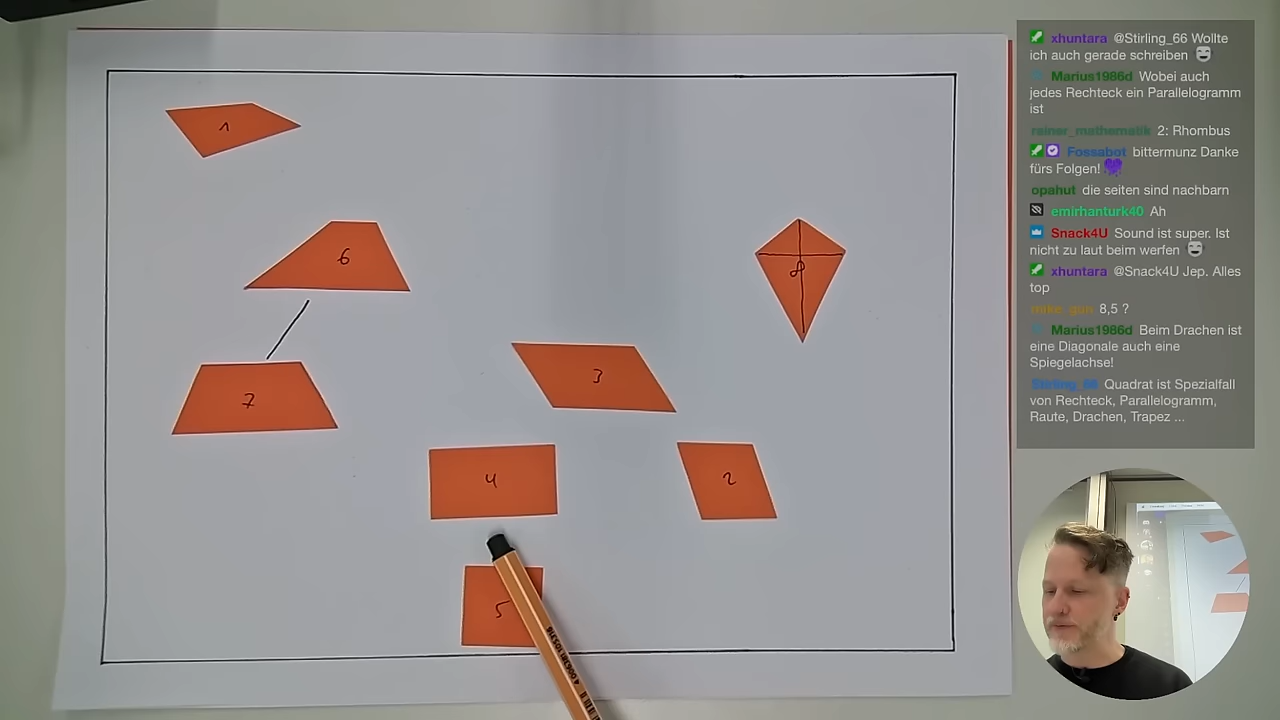 1
6
8
7
3
4
2
5
xhuntara @Stirling_66 Wollte
ich auch gerade schreiben
Marius1986d Wobei auch
jedes Rechteck ein Parallelogramm
ist
rainer_mathematik 2: Rhombus
Fossabot bittermunz Danke
fürs Folgen!
opahut die seiten sind nachbarn
emirhanturk40 Ah
Snack4U Sound ist super. Ist
nicht zu laut beim werfen
xhuntara @Snack4U Jep. Alles
top
8,5 ?
Marius1986d Beim Drachen ist
eine Diagonale auch eine
Spiegelachse!
Stirling_66 Quadrat ist Spezialfall
von Rechteck, Parallelogramm,
Raute, Drachen, Trapez ...